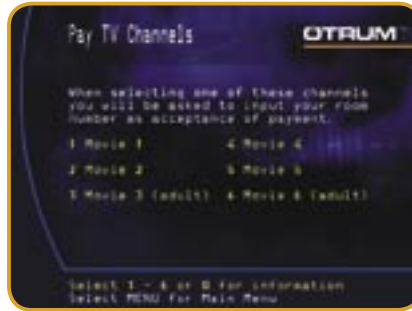 Pay TV Channels
OTRUM
When selecting one of these channels
you will be asked to input your room
number as acceptance of payment.
1 Movie 1
4 Movie 4
2 Movie 2
5 Movie 5
3 Movie 3 (adult)
6 Movie 6 (adult)
Select 1 - 6 or 0 for information
Select MENU for Main Menu